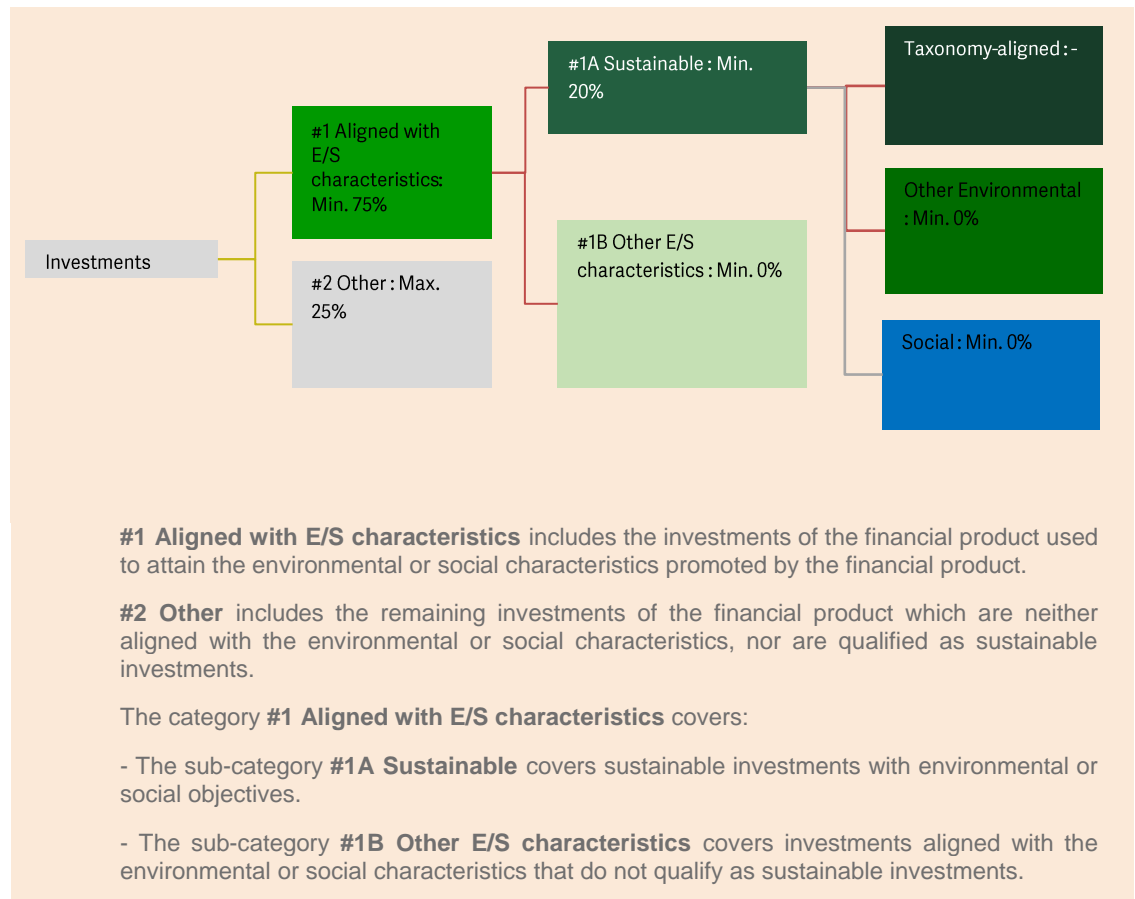 Investments
#1 Aligned with
E/S
characteristics:
Min. 75%
#2 Other : Max.
25%
#1A Sustainable : Min.
20%
#1B Other E/S
characteristics : Min. 0%
Taxonomy-aligned : -
Other Environmental
: Min. 0%
Social : Min. 0%
#1 Aligned with E/S characteristics includes the investments of the financial product used
to attain the environmental or social characteristics promoted by the financial product.
#2 Other includes the remaining investments of the financial product which are neither
aligned with the environmental or social characteristics, nor are qualified as sustainable
investments.
The category #1 Aligned with E/S characteristics covers:
- The sub-category #1A Sustainable covers sustainable investments with environmental or
social objectives.
- The sub-category #1B Other E/S characteristics covers investments aligned with the
environmental or social characteristics that do not qualify as sustainable investments.